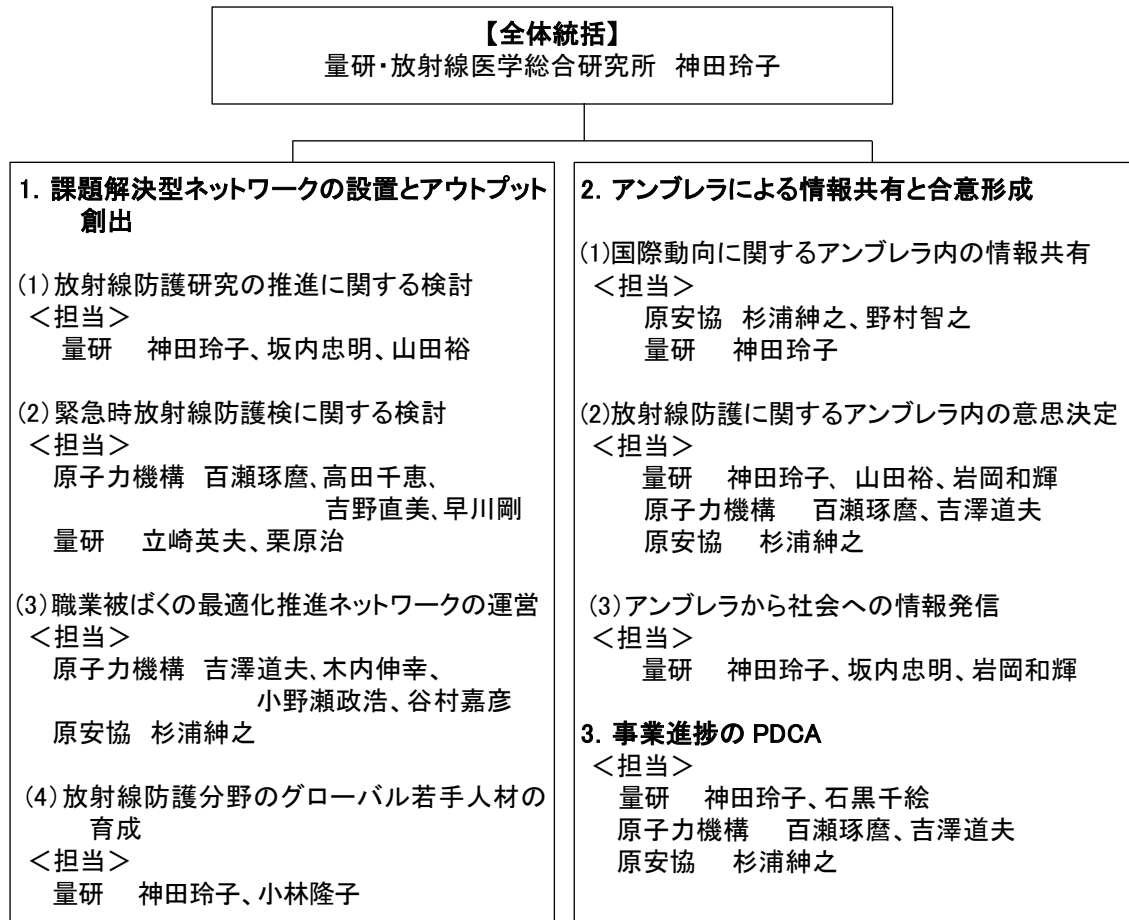 【全体統括】
量研・放射線医学総合研究所 神田玲子
1. 課題解決型ネットワークの設置とアウトプット
創出
(1)放射線防護研究の推進に関する検討
＜担当＞
量研 神田玲子、坂内忠明、山田裕
(2)緊急時放射線防護検に関する検討
＜担当＞
原子力機構 百瀬琢麿、高田千恵、
吉野直美、早川剛
量研 立崎英夫、栗原治
(3)職業被ばくの最適化推進ネットワークの運営
＜担当＞
原子力機構 吉澤道夫、木内伸幸、
小野瀬政浩、谷村嘉彦
原安協 杉浦紳之
(4)放射線防護分野のグローバル若手人材の
育成
＜担当＞
量研 神田玲子、小林隆子
2. アンブレラによる情報共有と合意形成
(1)国際動向に関するアンブレラ内の情報共有
＜担当＞
原安協 杉浦紳之、野村智之
量研 神田玲子
(2)放射線防護に関するアンブレラ内の意思決定
＜担当＞
量研 神田玲子、山田裕、岩岡和輝
原子力機構 百瀬琢麿、吉澤道夫
原安協 杉浦紳之
(3)アンブレラから社会への情報発信
＜担当＞
量研 神田玲子、坂内忠明、岩岡和輝
3. 事業進捗の PDCA
＜担当＞
量研 神田玲子、石黒千絵
原子力機構 百瀬琢麿、吉澤道夫
原安協 杉浦紳之